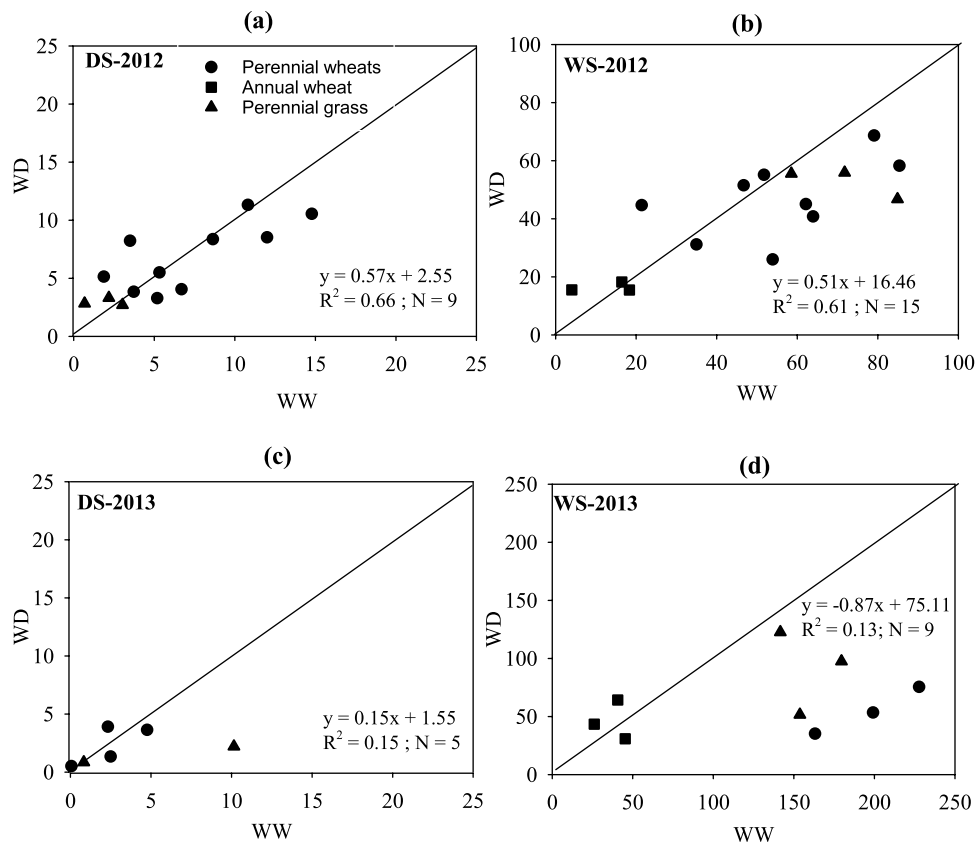 (a)
DS-2012
Perennial wheats
Annual wheat
Perennial grass
25
20
15
10
5
0
WD
y = 0.57x + 2.55
R² = 0.66 ; N = 9
0 5 10 15 20 25
WW
(b)
WS-2012
100
80
60
40
20
0
WD
y = 0.51x + 16.46
R² = 0.61 ; N = 15
0 20 40 60 80 100
WW
(c)
DS-2013
25
20
15
10
5
0
WD
y = 0.15x + 1.55
R² = 0.15 ; N = 5
0 5 10 15 20 25
WW
(d)
WS-2013
250
200
150
100
50
0
WD
y = -0.87x + 75.11
R² = 0.13; N = 9
0 50 100 150 200 250
WW